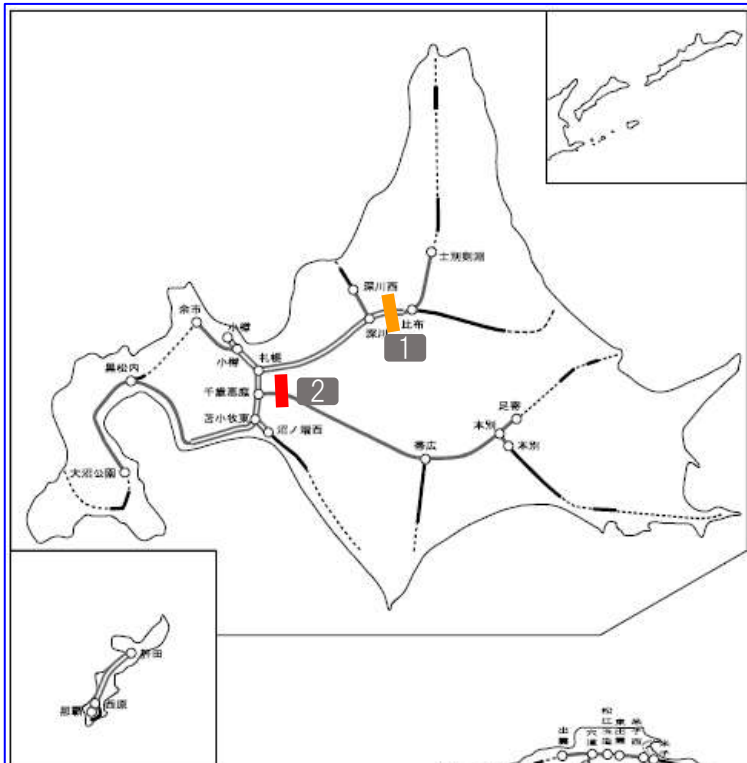 士別剣淵
深川西
比布
深川
1
余市
小樽
小樽
札幌
黒松内
千歳恵庭
2
苫小牧東
沼ノ端西
足寄
本別
本別
帯広
大沼公園
許田
西原
那覇